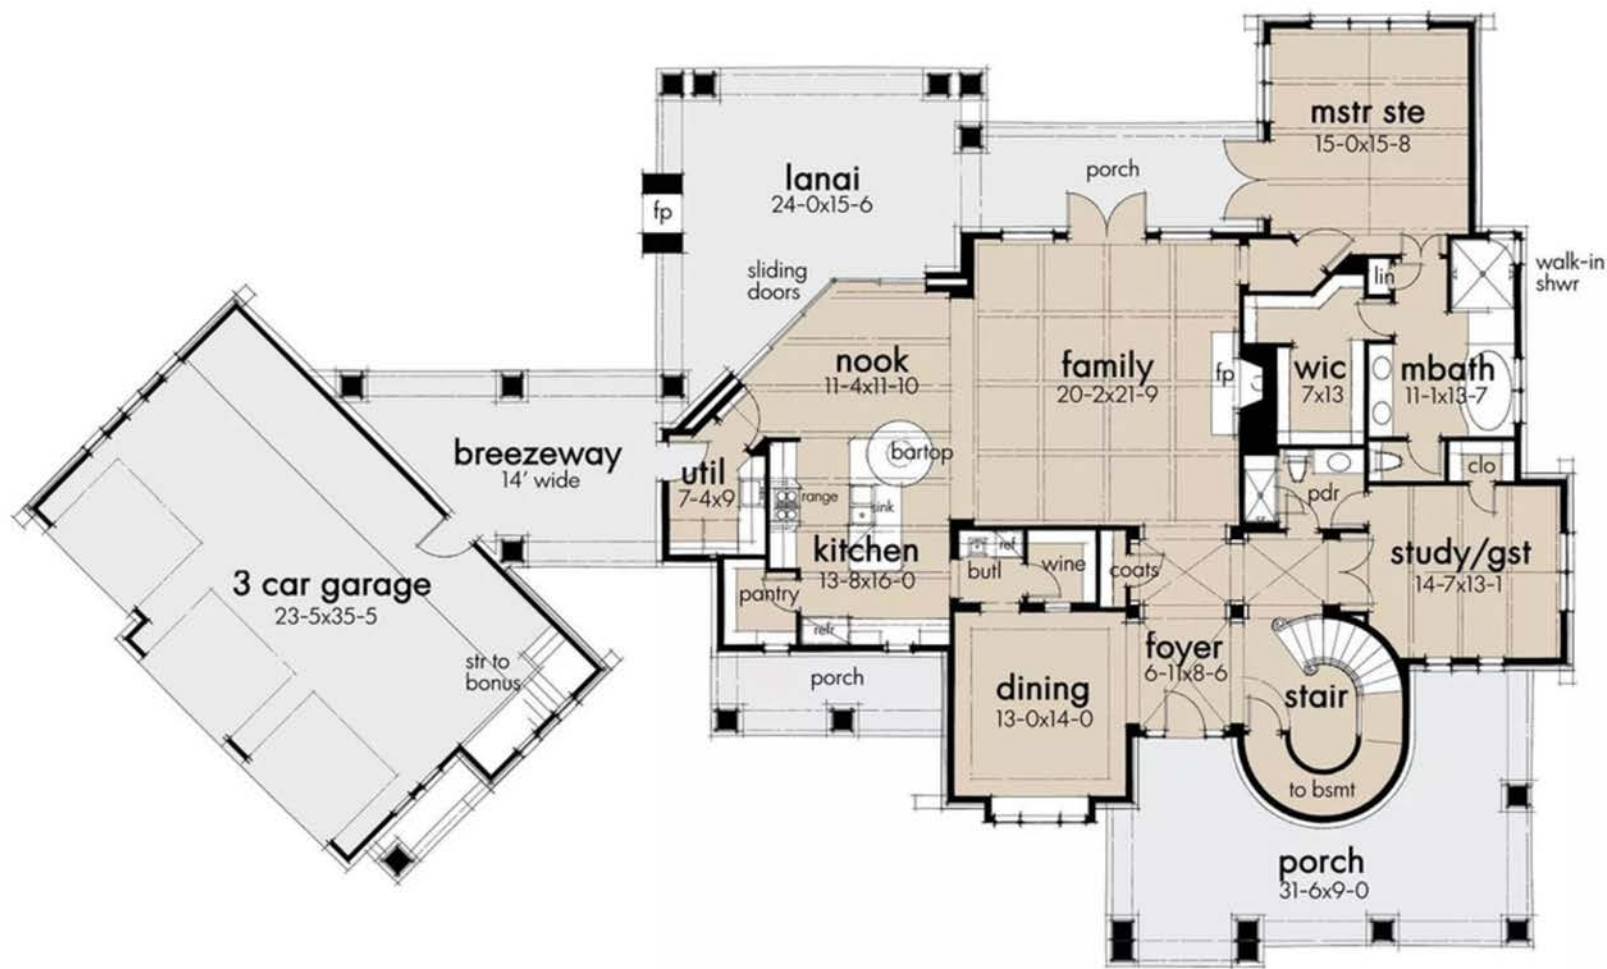 mstr ste
15-0x15-8
porch
lanai
24-0x15-6
fp
sliding
doors
walk-in
shwr
lin
nook
11-4x11-10
family
20-2x21-9
fp
wic
7x13
mbath
11-1x13-7
breezeway
14' wide
bartop
util
7-4x9
range
sink
clo
pdr
kitchen
13-8x16-0
ref
butl
wine
coats
study/gst
14-7x13-1
3 car garage
23-5x35-5
pantry
refr
str to
bonus
porch
foyer
6-11x8-6
dining
13-0x14-0
stair
to bsmt
porch
31-6x9-0